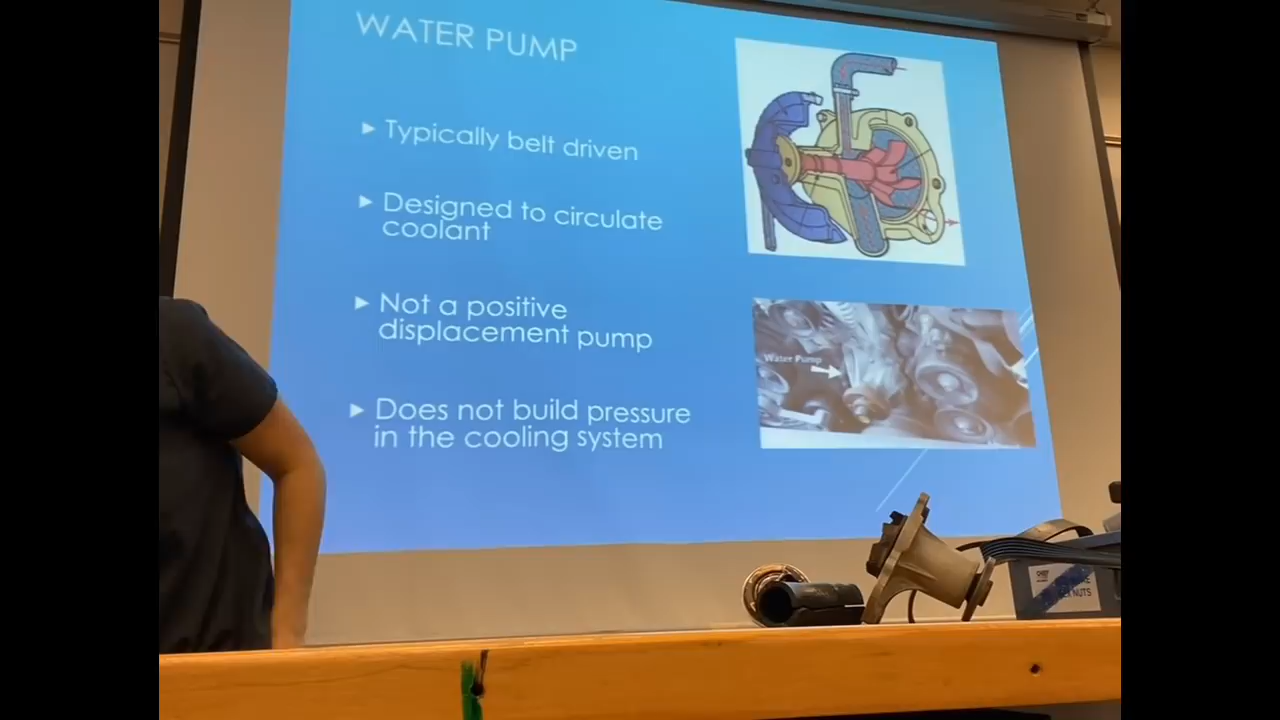 WATER PUMP
► Typically belt driven
► Designed to circulate
coolant
► Not a positive
displacement pump
► Does not build pressure
in the cooling system
Water Pump
NUTS